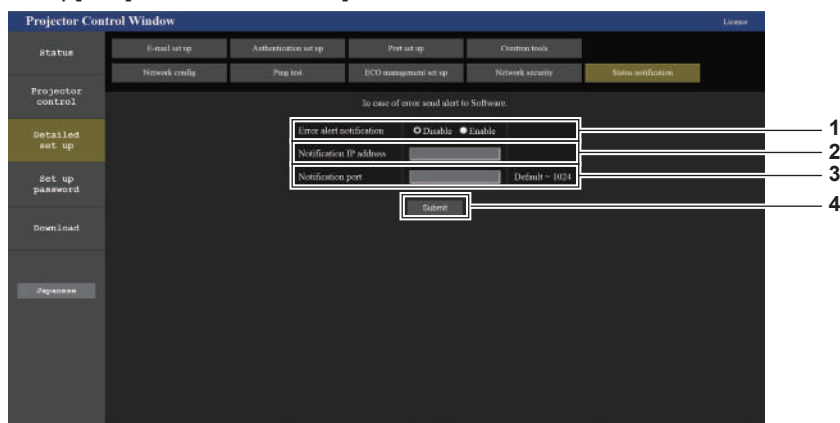 Projector Control Window
License
Status
E-mail set up
Authentication set up
Port set up
Crestron tools
Network config
Ping test
ECO management set up
Network security
Status notification
Projector
control
In case of error send alert to Software.
Error alert notification
Disable
Enable
1
Detailed
set up
Notification IP address
2
Notification port
Default = 1024
3
Set up
password
Submit
4
Download
Japanese